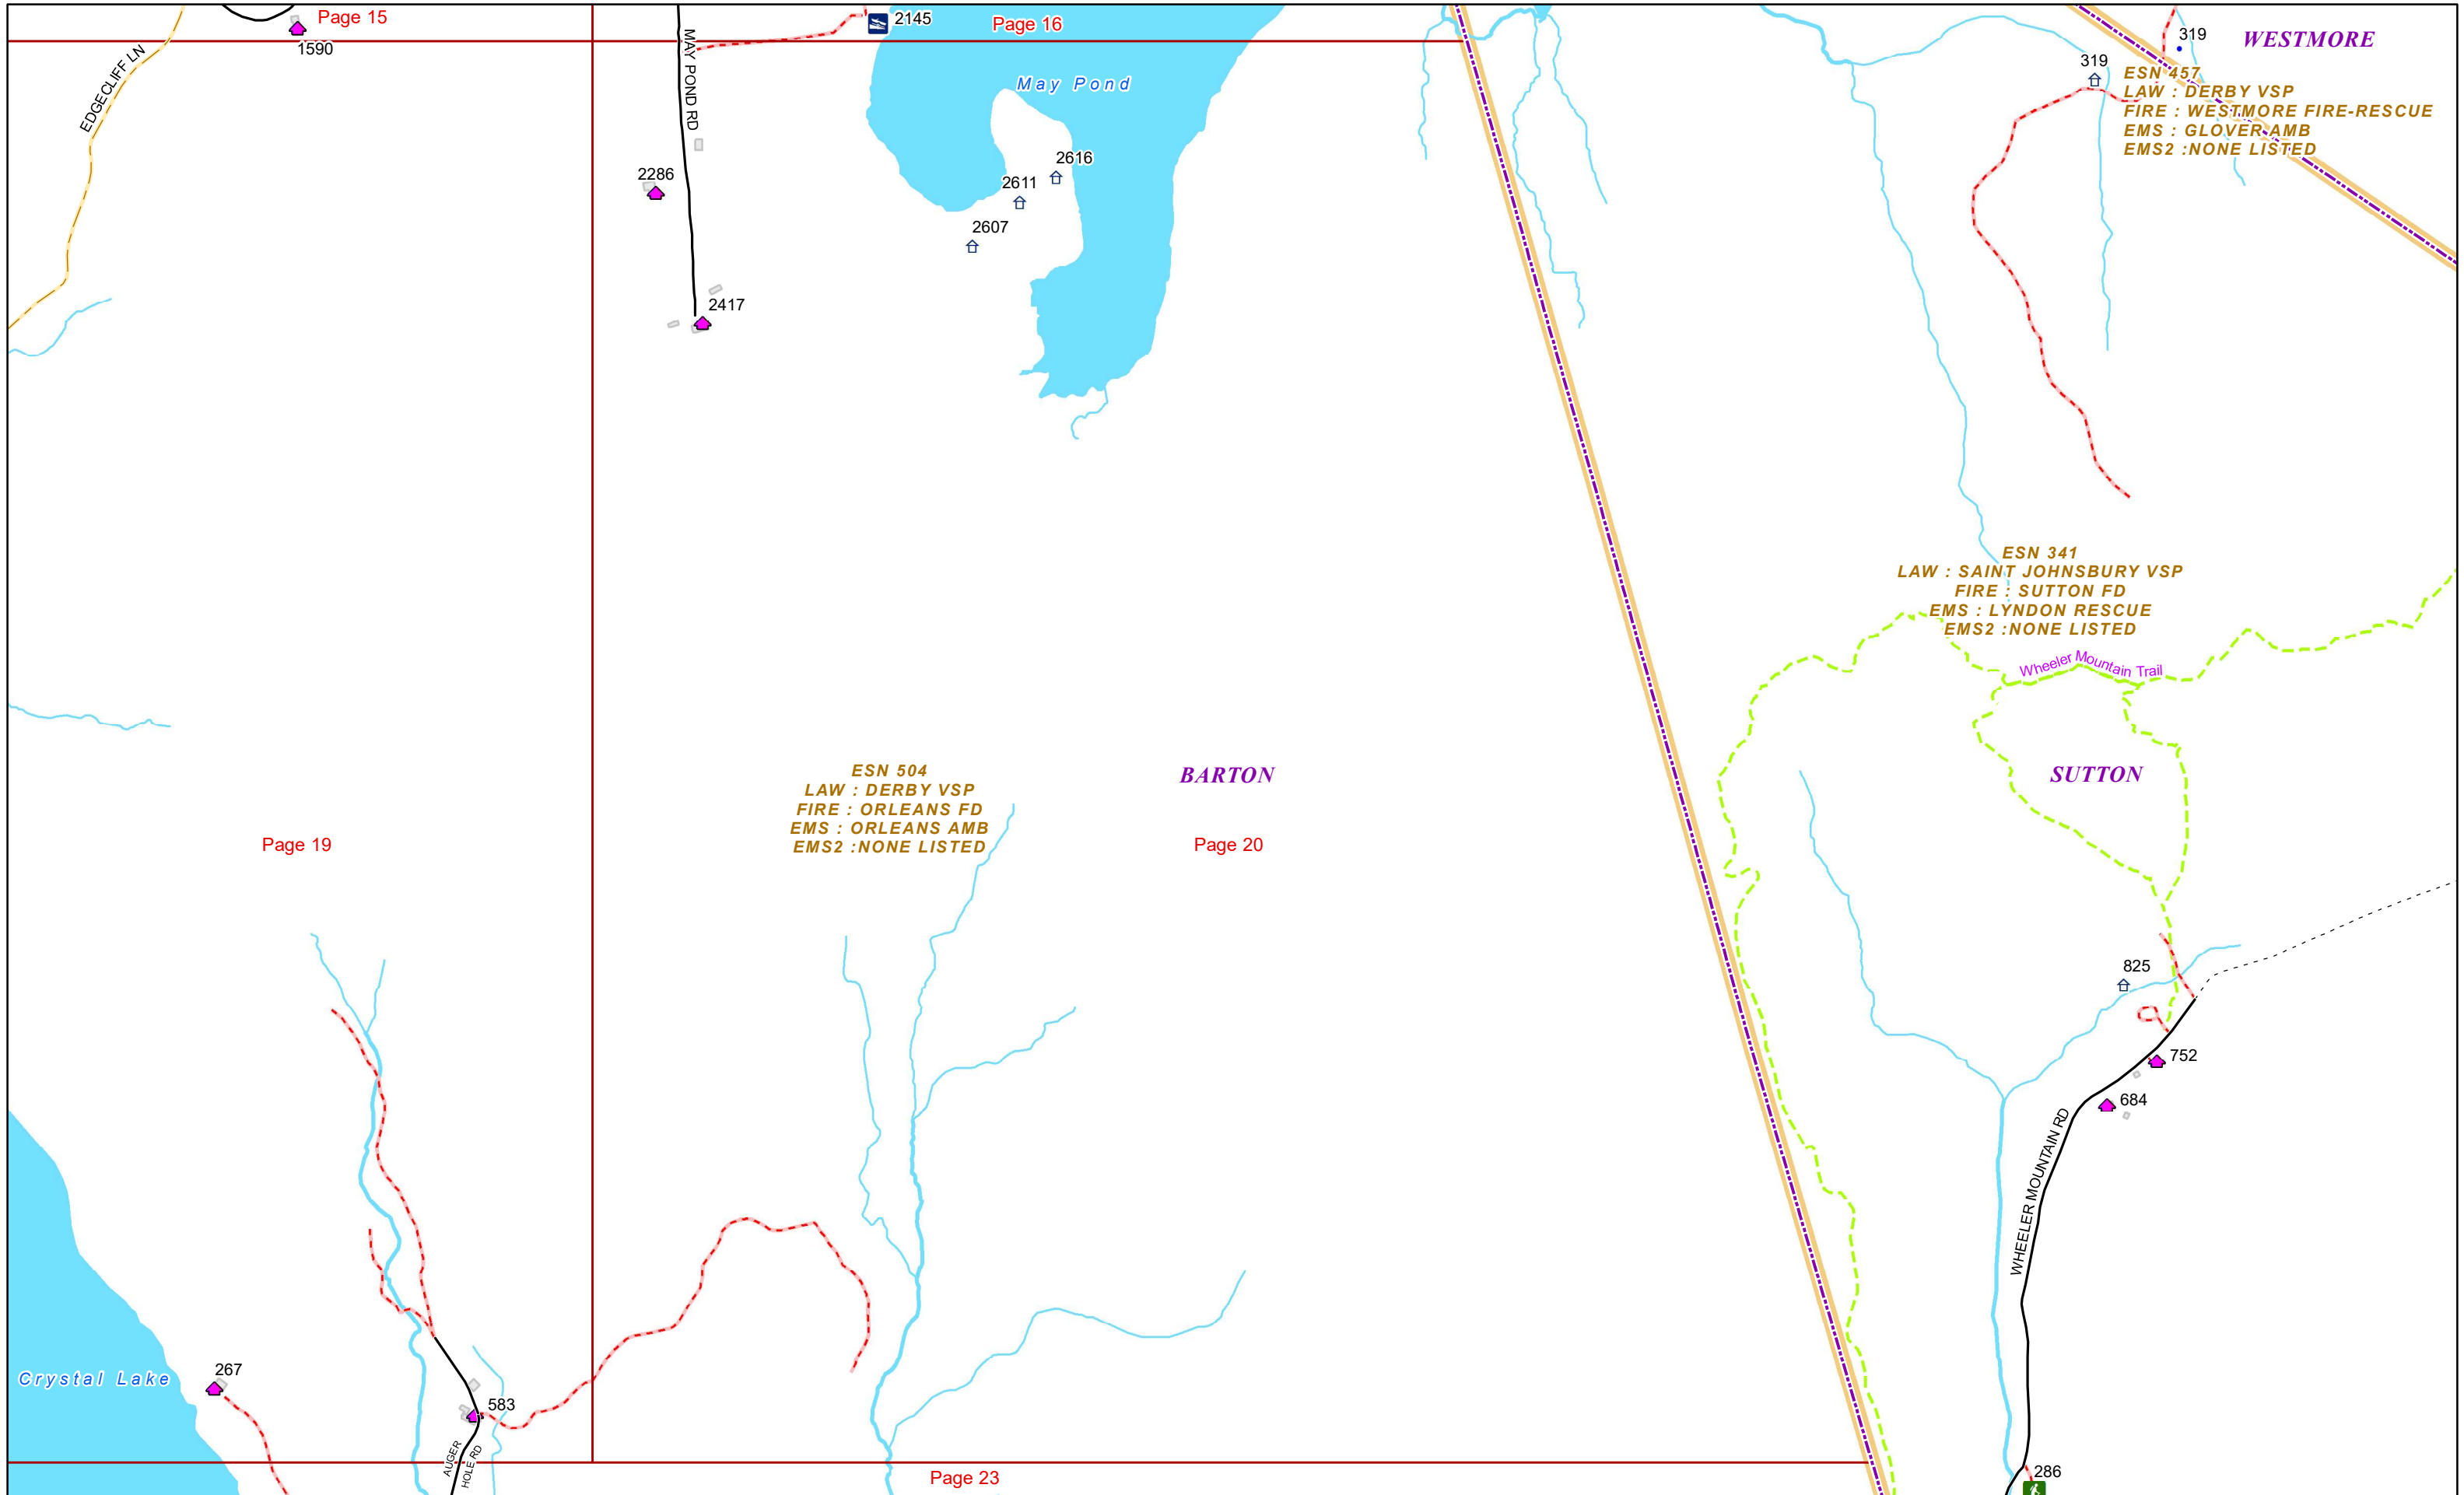 Page 15
1590
EDGECLIFF LN
MAY POND RD
2145
Page 16
May Pond
319
WESTMORE
319
ESN 457
LAW : DERBY VSP
FIRE : WESTMORE FIRE-RESCUE
EMS : GLOVER AMB
EMS2 :NONE LISTED
2286
2616
2611
2607
2417
ESN 341
LAW : SAINT JOHNSBURY VSP
FIRE : SUTTON FD
EMS : LYNDON RESCUE
EMS2 :NONE LISTED
Wheeler Mountain Trail
ESN 504
LAW : DERBY VSP
FIRE : ORLEANS FD
EMS : ORLEANS AMB
EMS2 :NONE LISTED
BARTON
SUTTON
Page 19
Page 20
825
752
684
WHEELER MOUNTAIN RD
Crystal Lake
267
583
AUGER
HOLE RD
Page 23
286